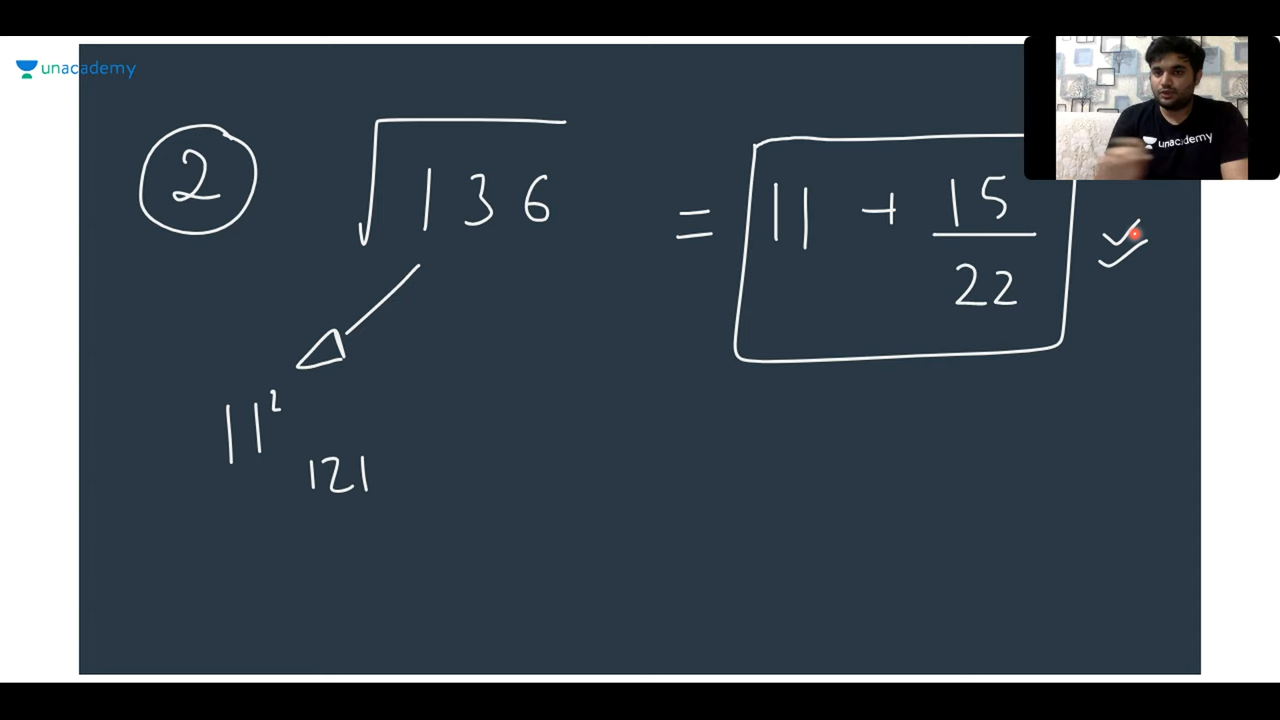 unacademy
unacademy
② √136 = 11 + 15/22
11²
121